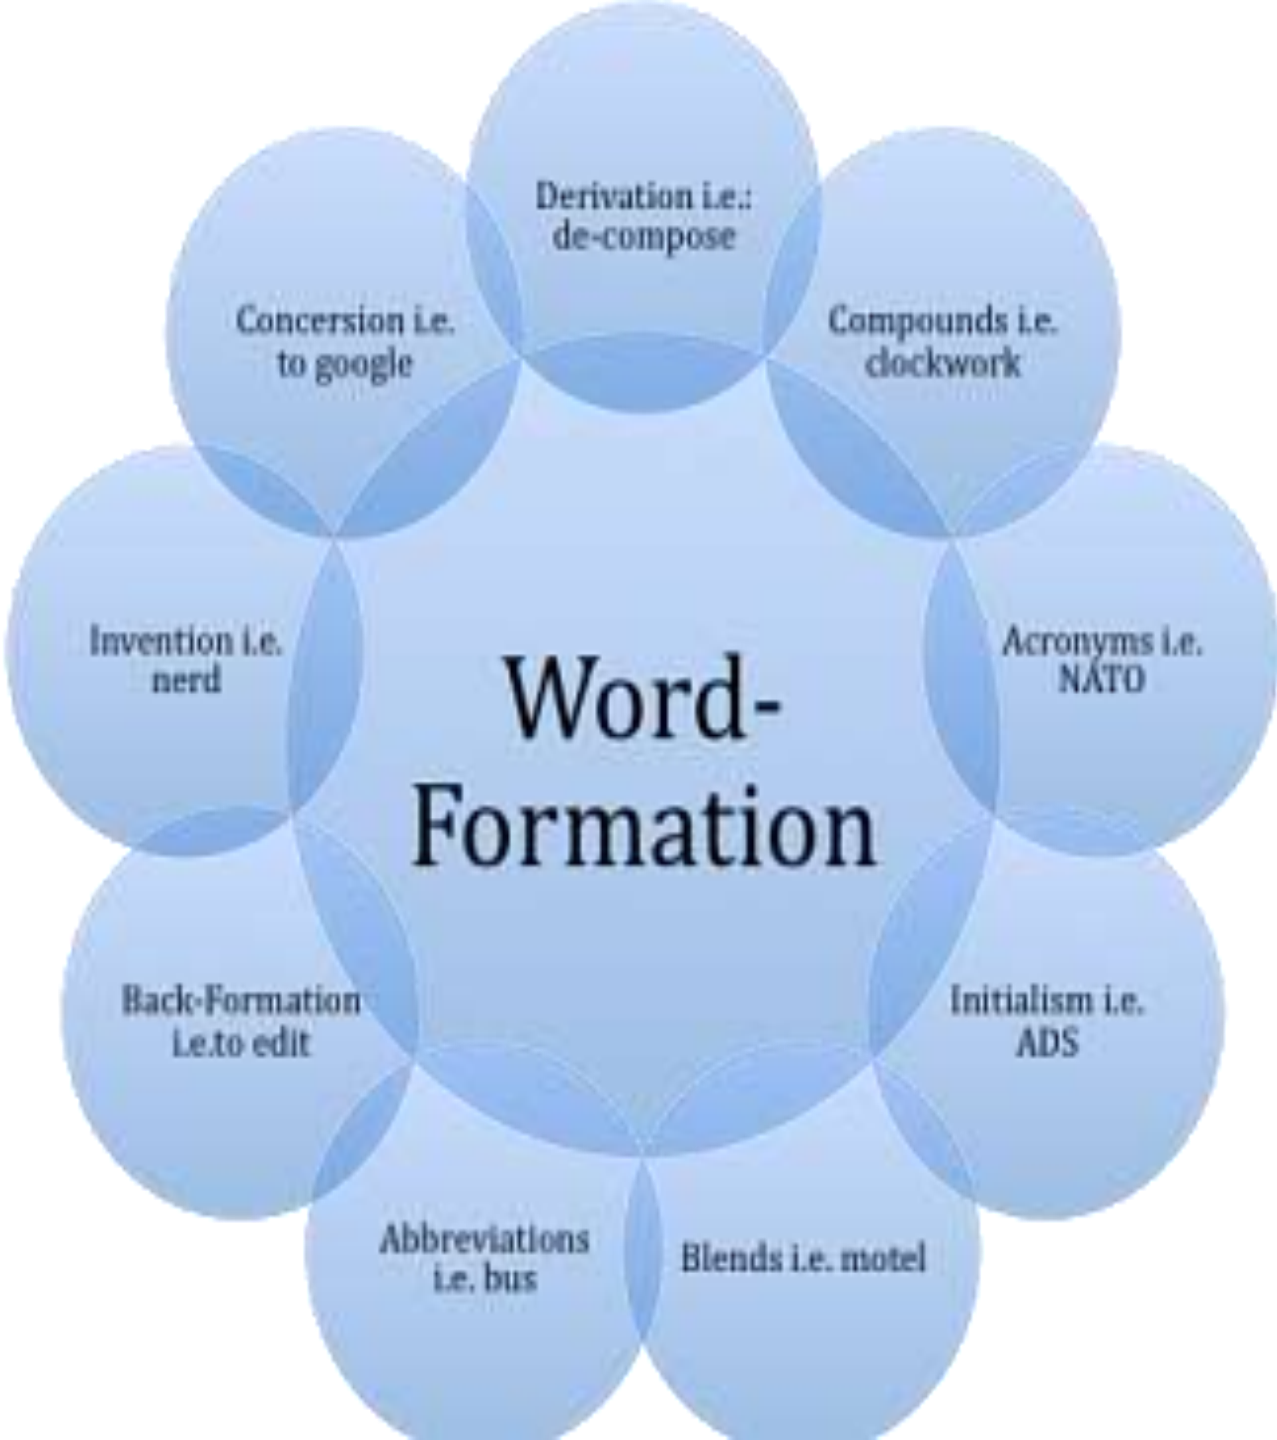 Derivation i.e.:
de-compose
Compounds i.e.
clockwork
Acronyms i.e.
NATO
Initialism i.e.
ADS
Blends i.e. motel
Abbreviations
i.e. bus
Back-Formation
i.e.to edit
Invention i.e.
nerd
Concersion i.e.
to google
Word-
Formation